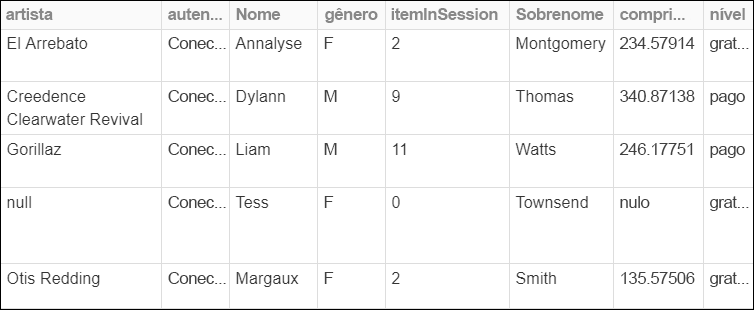 artista auten... Nome gênero itemInSession Sobrenome compri... nível
El Arrebato Conec... Annalyse F 2 Montgomery 234.57914 grat...
Creedence Conec... Dylann M 9 Thomas 340.87138 pago
Clearwater Revival
Gorillaz Conec... Liam M 11 Watts 246.17751 pago
null Conec... Tess F 0 Townsend nulo grat...
Otis Redding Conec... Margaux F 2 Smith 135.57506 grat...